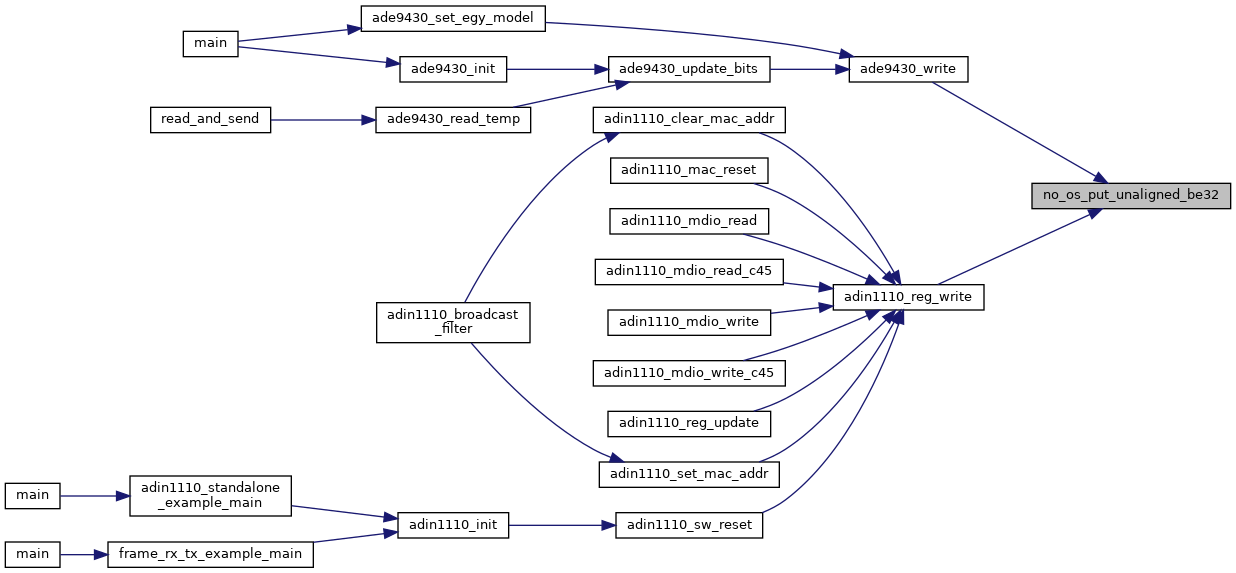 ade9430_set_egy_model
main
ade9430_init
ade9430_update_bits
ade9430_write
read_and_send
ade9430_read_temp
adin1110_clear_mac_addr
adin1110_mac_reset
no_os_put_unaligned_be32
adin1110_mdio_read
adin1110_mdio_read_c45
adin1110_reg_write
adin1110_broadcast
_filter
adin1110_mdio_write
adin1110_mdio_write_c45
adin1110_reg_update
adin1110_set_mac_addr
main
adin1110_standalone
_example_main
adin1110_init
adin1110_sw_reset
main
frame_rx_tx_example_main